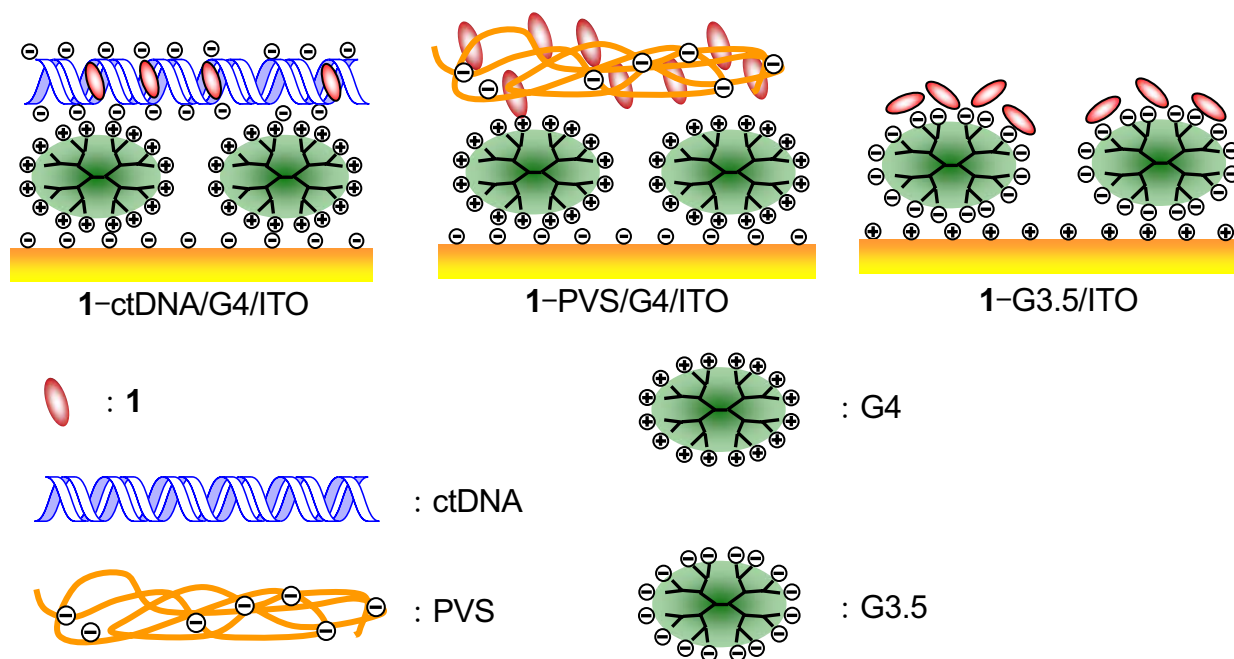 1–ctDNA/G4/ITO
1–PVS/G4/ITO
1–G3.5/ITO
: 1
: G4
: ctDNA
: PVS
: G3.5